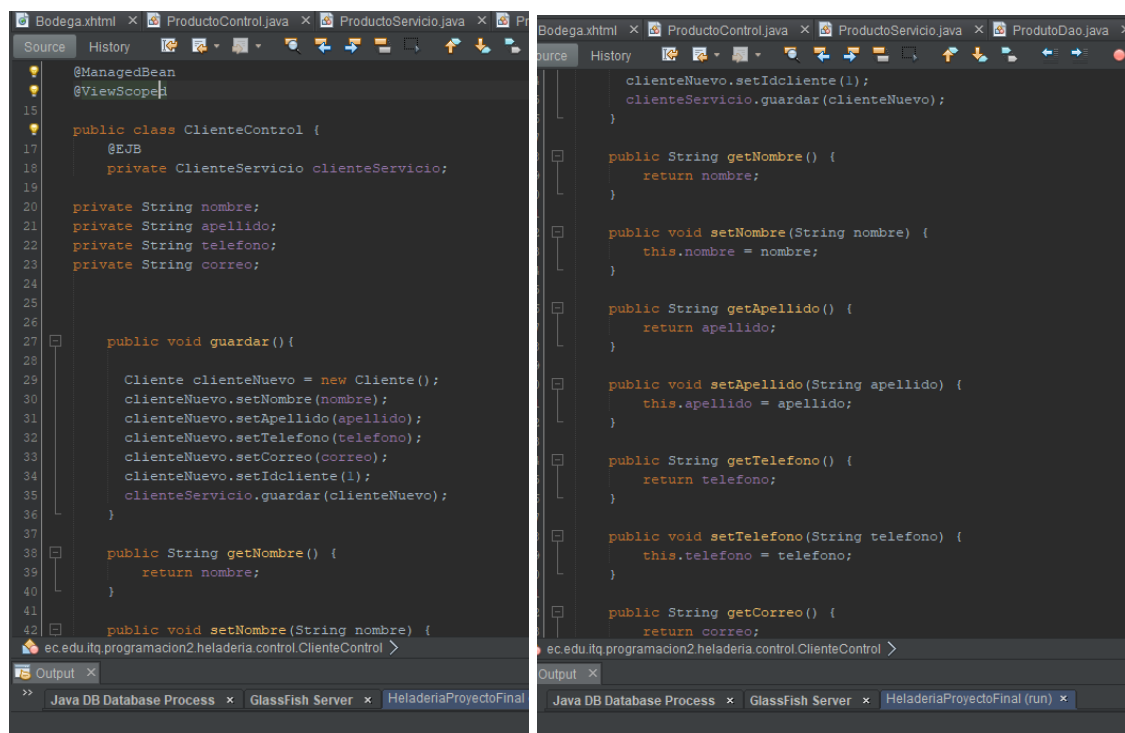 Bodega.xhtml × ProductoControl.java × ProductoServicio.java × Pr
Source History
@ManagedBean
@ViewScoped
15
public class ClienteControl {
17 @EJB
18 private ClienteServicio clienteServicio;
19
20 private String nombre;
21 private String apellido;
22 private String telefono;
23 private String correo;
24
25
26
27 public void guardar(){
28
29 Cliente clienteNuevo = new Cliente();
30 clienteNuevo.setNombre(nombre);
31 clienteNuevo.setApellido(apellido);
32 clienteNuevo.setTelefono(telefono);
33 clienteNuevo.setCorreo(correo);
34 clienteNuevo.setIdcliente(1);
35 clienteServicio.guardar(clienteNuevo);
36 }
37
38 public String getNombre() {
39 return nombre;
40 }
41
42 public void setNombre(String nombre) {
ec.edu.itq.programacion2.heladeria.control.ClienteControl >
Output ×
>> Java DB Database Process × GlassFish Server × HeladeriaProyectoFinal
Bodega.xhtml × ProductoControl.java × ProductoServicio.java × ProdutoDao.java ×
ource History
clienteNuevo.setIdcliente(1);
clienteServicio.guardar(clienteNuevo);
}
public String getNombre() {
return nombre;
}
public void setNombre(String nombre) {
this.nombre = nombre;
}
public String getApellido() {
return apellido;
}
public void setApellido(String apellido) {
this.apellido = apellido;
}
public String getTelefono() {
return telefono;
}
public void setTelefono(String telefono) {
this.telefono = telefono;
}
public String getCorreo() {
return correo;
ec.edu.itq.programacion2.heladeria.control.ClienteControl >
Output ×
Java DB Database Process × GlassFish Server × HeladeriaProyectoFinal (run) ×